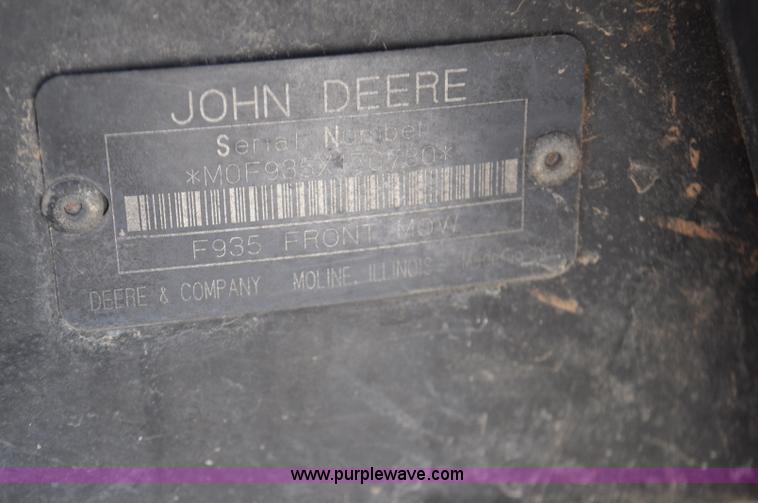 JOHN DEERE
Serial Number
F935 FRONT MOW
DEERE & COMPANY MOLINE, ILLINOIS
www.purplewave.com